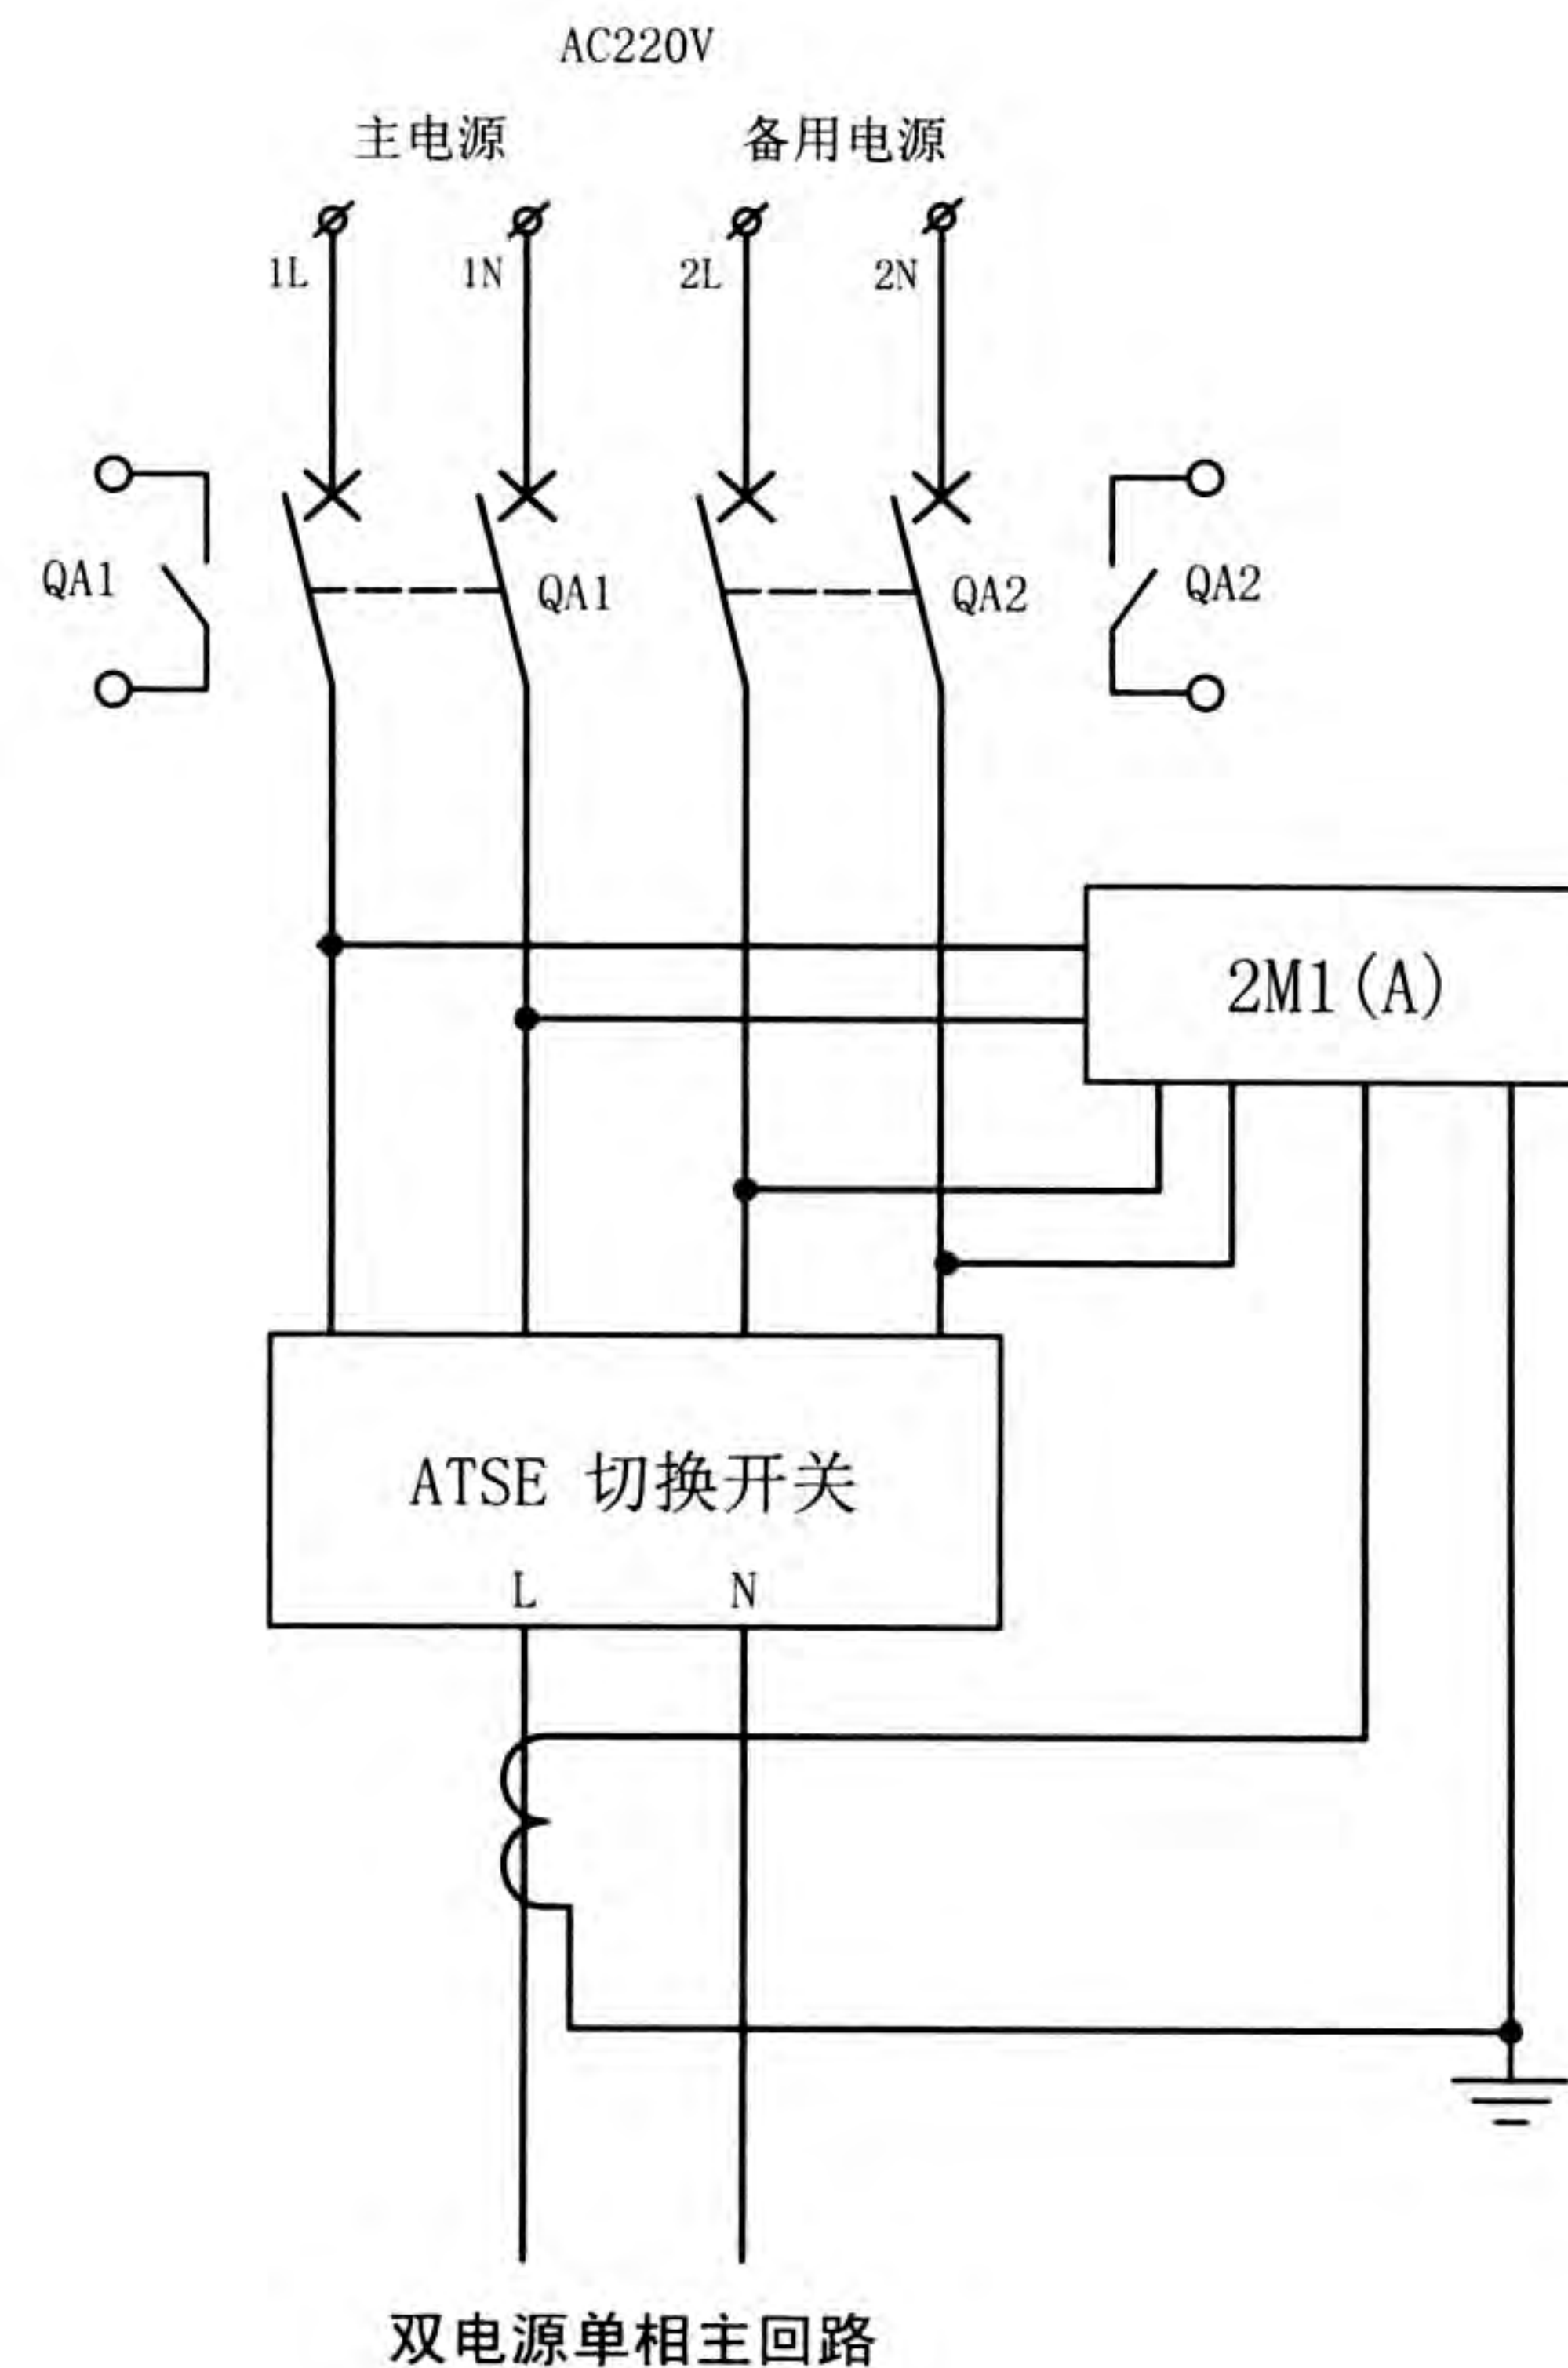 AC220V
主电源 备用电源
1L 1N 2L 2N
QA1 QA1 QA2 QA2
2M1(A)
ATSE 切换开关
L N
双电源单相主回路